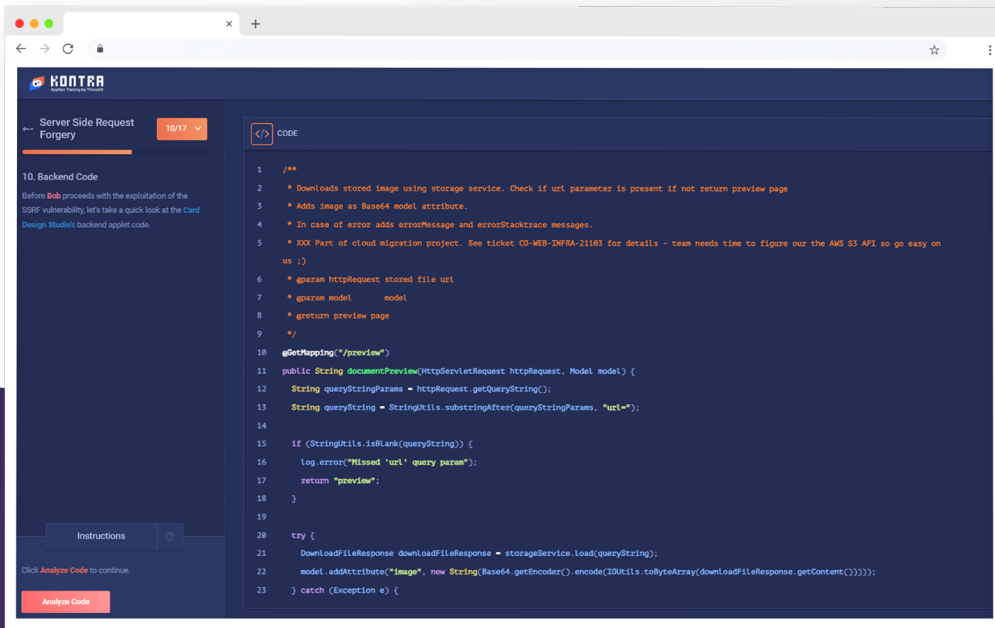 KONTRA
AppSec Training by ThriveDX
Server Side Request
Forgery
10/17
10. Backend Code
Before Bob proceeds with the exploitation of the
SSRF vulnerability, let's take a quick look at the Card
Design Studio's backend applet code.
Instructions
?
Click Analyze Code to continue.
Analyze Code
</> CODE
1 /**
2 * Downloads stored image using storage service. Check if url parameter is present if not return preview page
3 * Adds image as Base64 model attribute.
4 * In case of error adds errorMessage and errorStacktrace messages.
5 * XXX Part of cloud migration project. See ticket CO-WEB-INFRA-21103 for details - team needs time to figure our the AWS S3 API so go easy on
us ;)
6 * @param httpRequest stored file url
7 * @param model model
8 * @return preview page
9 */
10 @GetMapping("/preview")
11 public String documentPreview(HttpServletRequest httpRequest, Model model) {
12 String queryStringParams = httpRequest.getQueryString();
13 String queryString = StringUtils.substringAfter(queryStringParams, "url=");
14
15 if (StringUtils.isBlank(queryString)) {
16 log.error("Missed 'url' query param");
17 return "preview";
18 }
19
20 try {
21 DownloadFileResponse downloadFileResponse = storageService.load(queryString);
22 model.addAttribute("image", new String(Base64.getEncoder().encode(IOUtils.toByteArray(downloadFileResponse.getContent()))));
23 } catch (Exception e) {